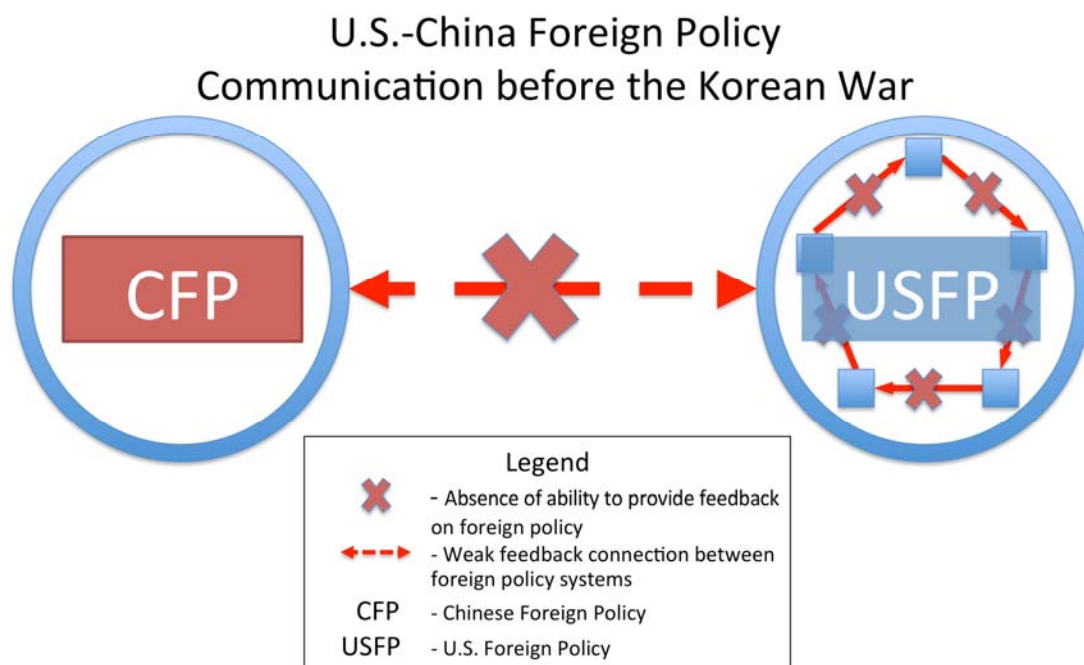 U.S.-China Foreign Policy
Communication before the Korean War
CFP
USFP
Legend
- Absence of ability to provide feedback
on foreign policy
- Weak feedback connection between
foreign policy systems
CFP - Chinese Foreign Policy
USFP - U.S. Foreign Policy